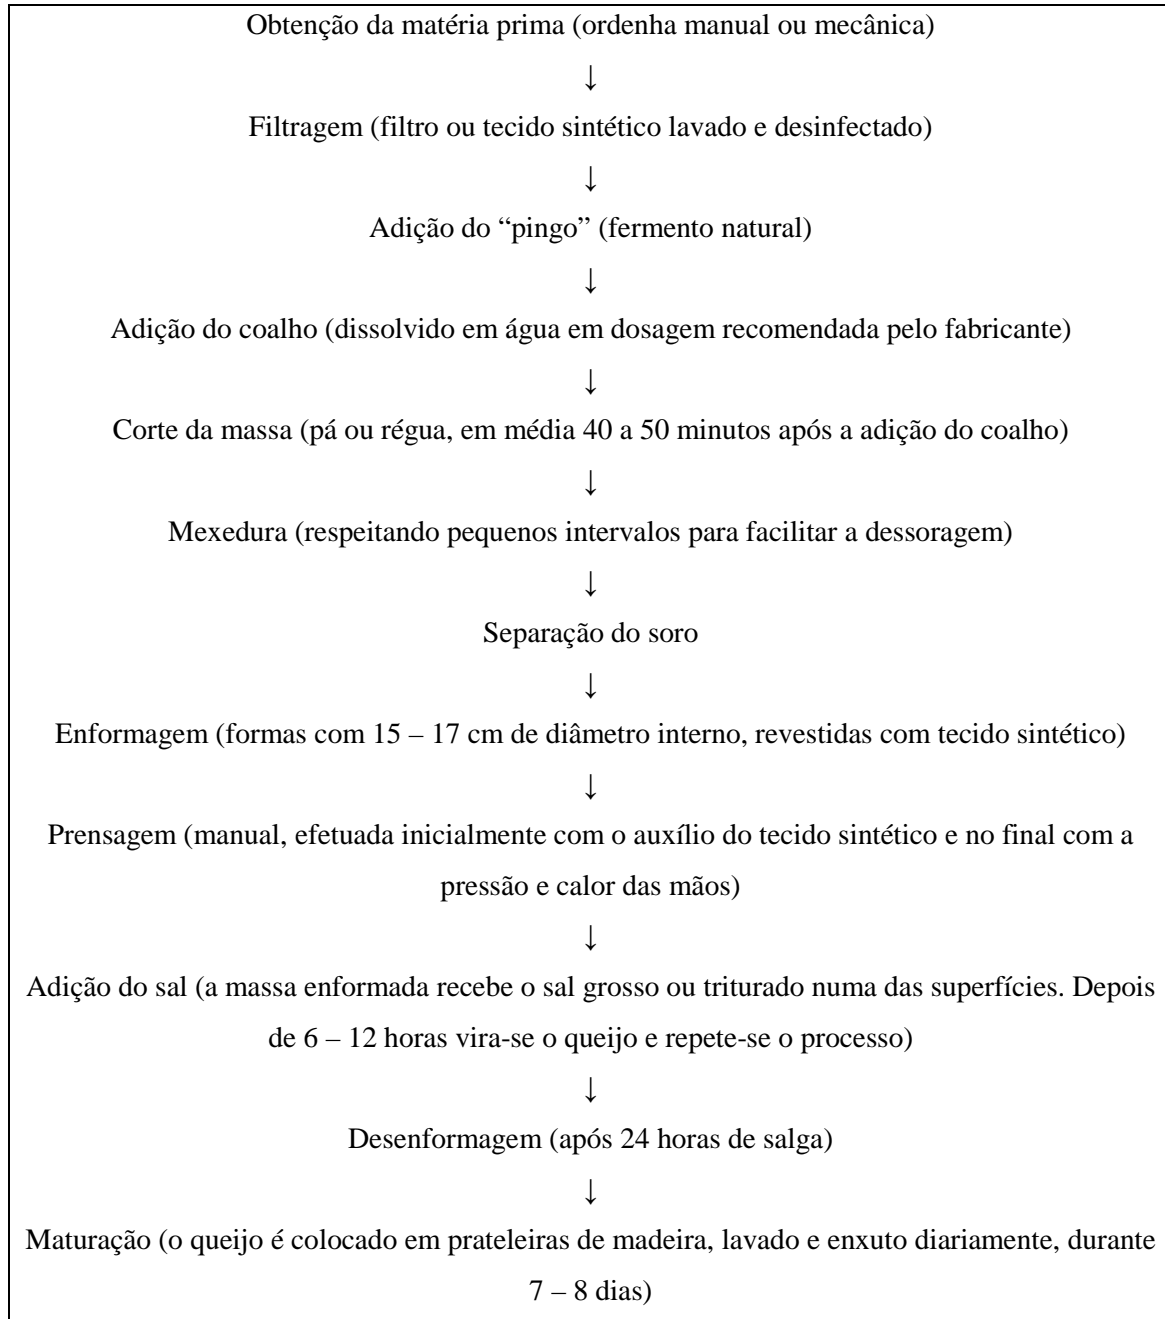 Obtenção da matéria prima (ordenha manual ou mecânica)
↓
Filtragem (filtro ou tecido sintético lavado e desinfectado)
↓
Adição do “pingo” (fermento natural)
↓
Adição do coalho (dissolvido em água em dosagem recomendada pelo fabricante)
↓
Corte da massa (pá ou régua, em média 40 a 50 minutos após a adição do coalho)
↓
Mexedura (respeitando pequenos intervalos para facilitar a dessoragem)
↓
Separação do soro
↓
Enformagem (formas com 15 – 17 cm de diâmetro interno, revestidas com tecido sintético)
↓
Prensagem (manual, efetuada inicialmente com o auxílio do tecido sintético e no final com a
pressão e calor das mãos)
↓
Adição do sal (a massa enformada recebe o sal grosso ou triturado numa das superfícies. Depois
de 6 – 12 horas vira-se o queijo e repete-se o processo)
↓
Desenformagem (após 24 horas de salga)
↓
Maturação (o queijo é colocado em prateleiras de madeira, lavado e enxuto diariamente, durante
7 – 8 dias)